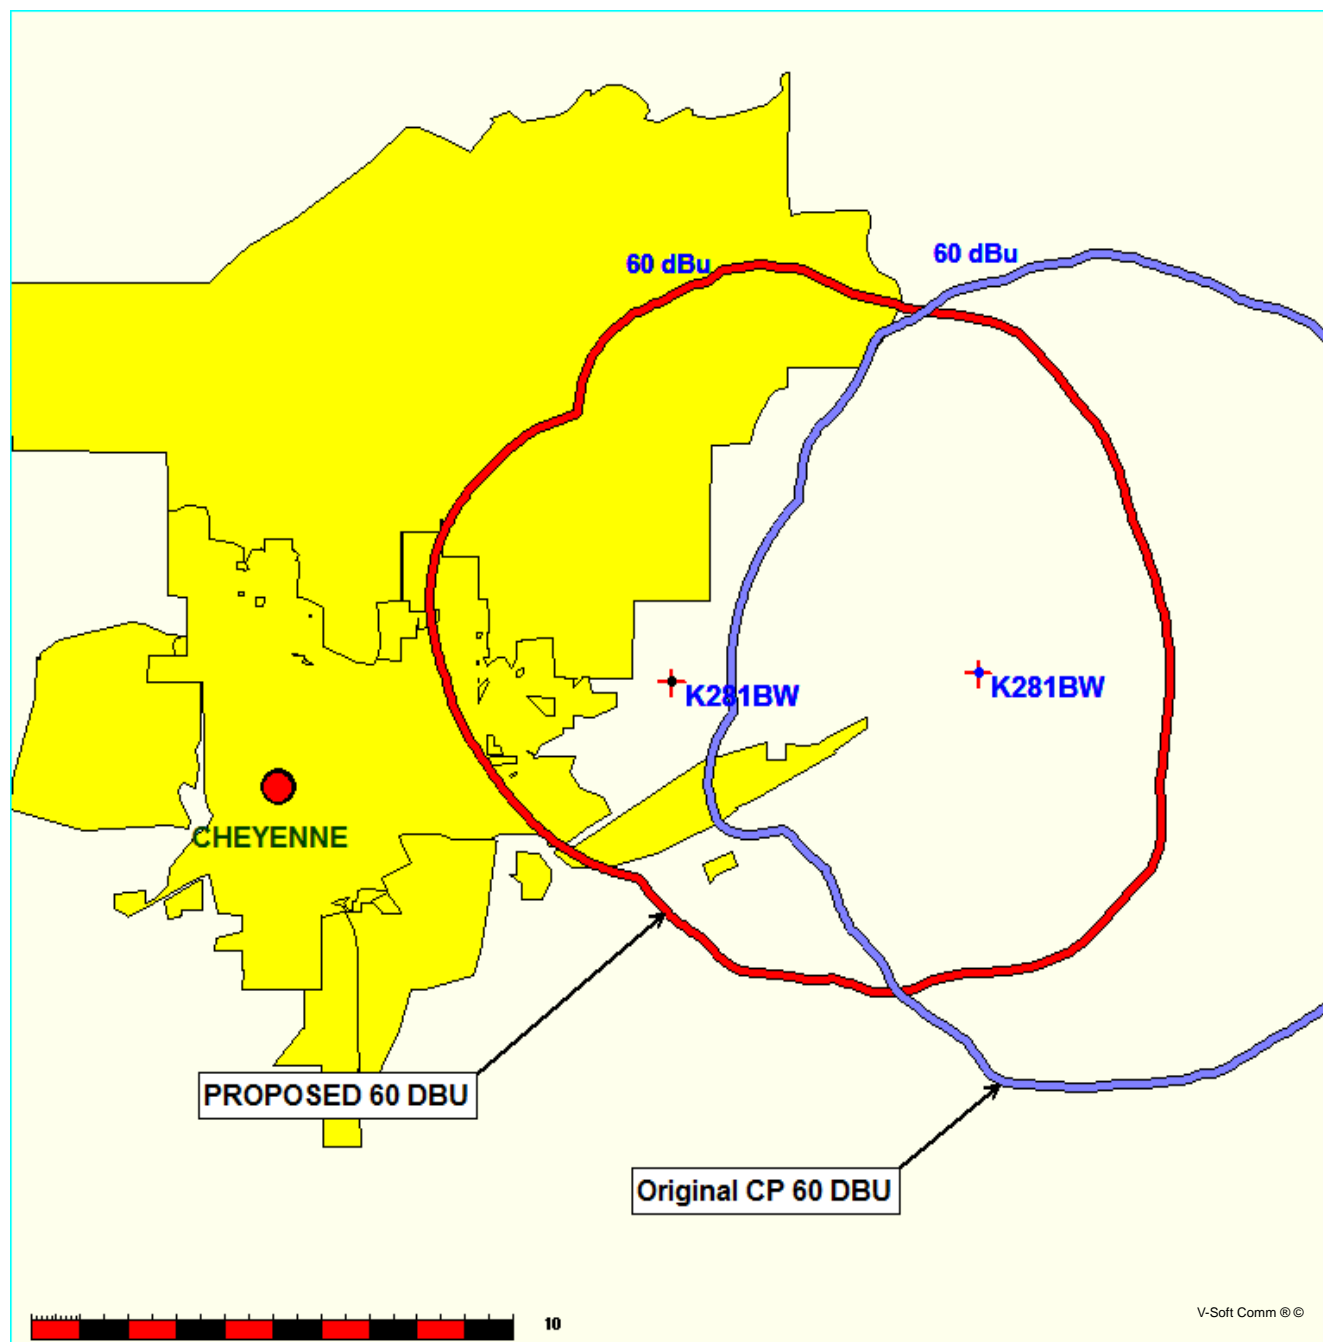 60 dBu
60 dBu
K281BW
K281BW
CHEYENNE
PROPOSED 60 DBU
Original CP 60 DBU
10
V-Soft Comm ® ©